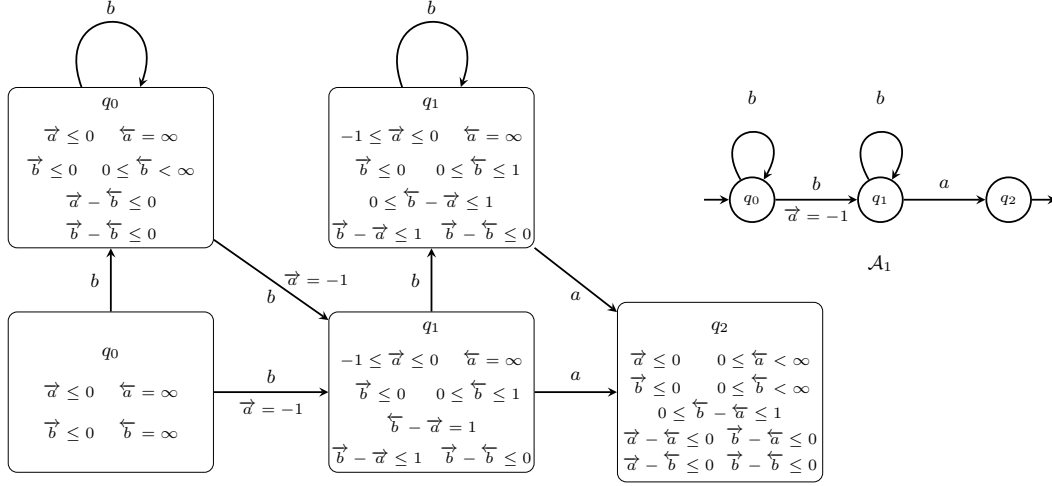 b
q₀
a⃗ ≤ 0 a⃖ = ∞
b⃗ ≤ 0 0 ≤ b⃖ < ∞
a⃗ − b⃖ ≤ 0
b⃗ − b⃖ ≤ 0
b
q₁
−1 ≤ a⃗ ≤ 0 a⃖ = ∞
b⃗ ≤ 0 0 ≤ b⃖ ≤ 1
0 ≤ b⃖ − a⃗ ≤ 1
b⃗ − a⃗ ≤ 1 b⃗ − b⃖ ≤ 0
b
b
q₀
b
a⃗ = −1
q₁
a
q₂
𝒜₁
b
a⃗ = −1
b
b
a
q₀
a⃗ ≤ 0 a⃖ = ∞
b⃗ ≤ 0 b⃖ = ∞
b
a⃗ = −1
q₁
−1 ≤ a⃗ ≤ 0 a⃖ = ∞
b⃗ ≤ 0 0 ≤ b⃖ ≤ 1
b⃖ − a⃗ = 1
b⃗ − a⃗ ≤ 1 b⃗ − b⃖ ≤ 0
a
q₂
a⃗ ≤ 0 0 ≤ a⃖ < ∞
b⃗ ≤ 0 0 ≤ b⃖ < ∞
0 ≤ b⃖ − a⃖ ≤ 1
a⃗ − a⃖ ≤ 0 b⃗ − a⃖ ≤ 0
a⃗ − b⃖ ≤ 0 b⃗ − b⃖ ≤ 0